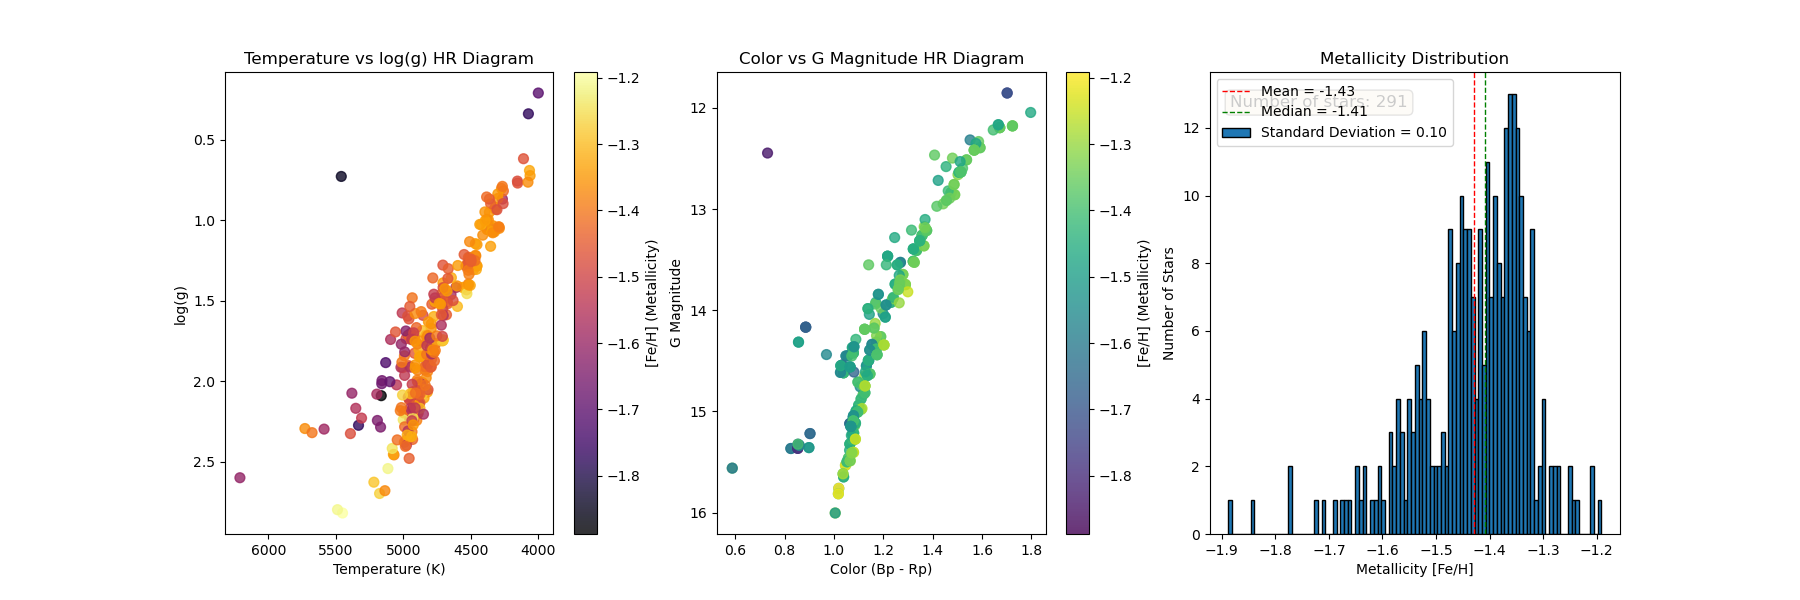 Temperature vs log(g) HR Diagram
0.5
1.0
1.5
2.0
2.5
log(g)
6000 5500 5000 4500 4000
Temperature (K)
−1.2
−1.3
−1.4
−1.5
−1.6
−1.7
−1.8
[Fe/H] (Metallicity)
Color vs G Magnitude HR Diagram
12
13
14
15
16
G Magnitude
0.6 0.8 1.0 1.2 1.4 1.6 1.8
Color (Bp - Rp)
−1.2
−1.3
−1.4
−1.5
−1.6
−1.7
−1.8
[Fe/H] (Metallicity)
Metallicity Distribution
Mean = -1.43
Number of stars: 291
Median = -1.41
Standard Deviation = 0.10
12
10
8
6
4
2
0
Number of Stars
−1.9 −1.8 −1.7 −1.6 −1.5 −1.4 −1.3 −1.2
Metallicity [Fe/H]